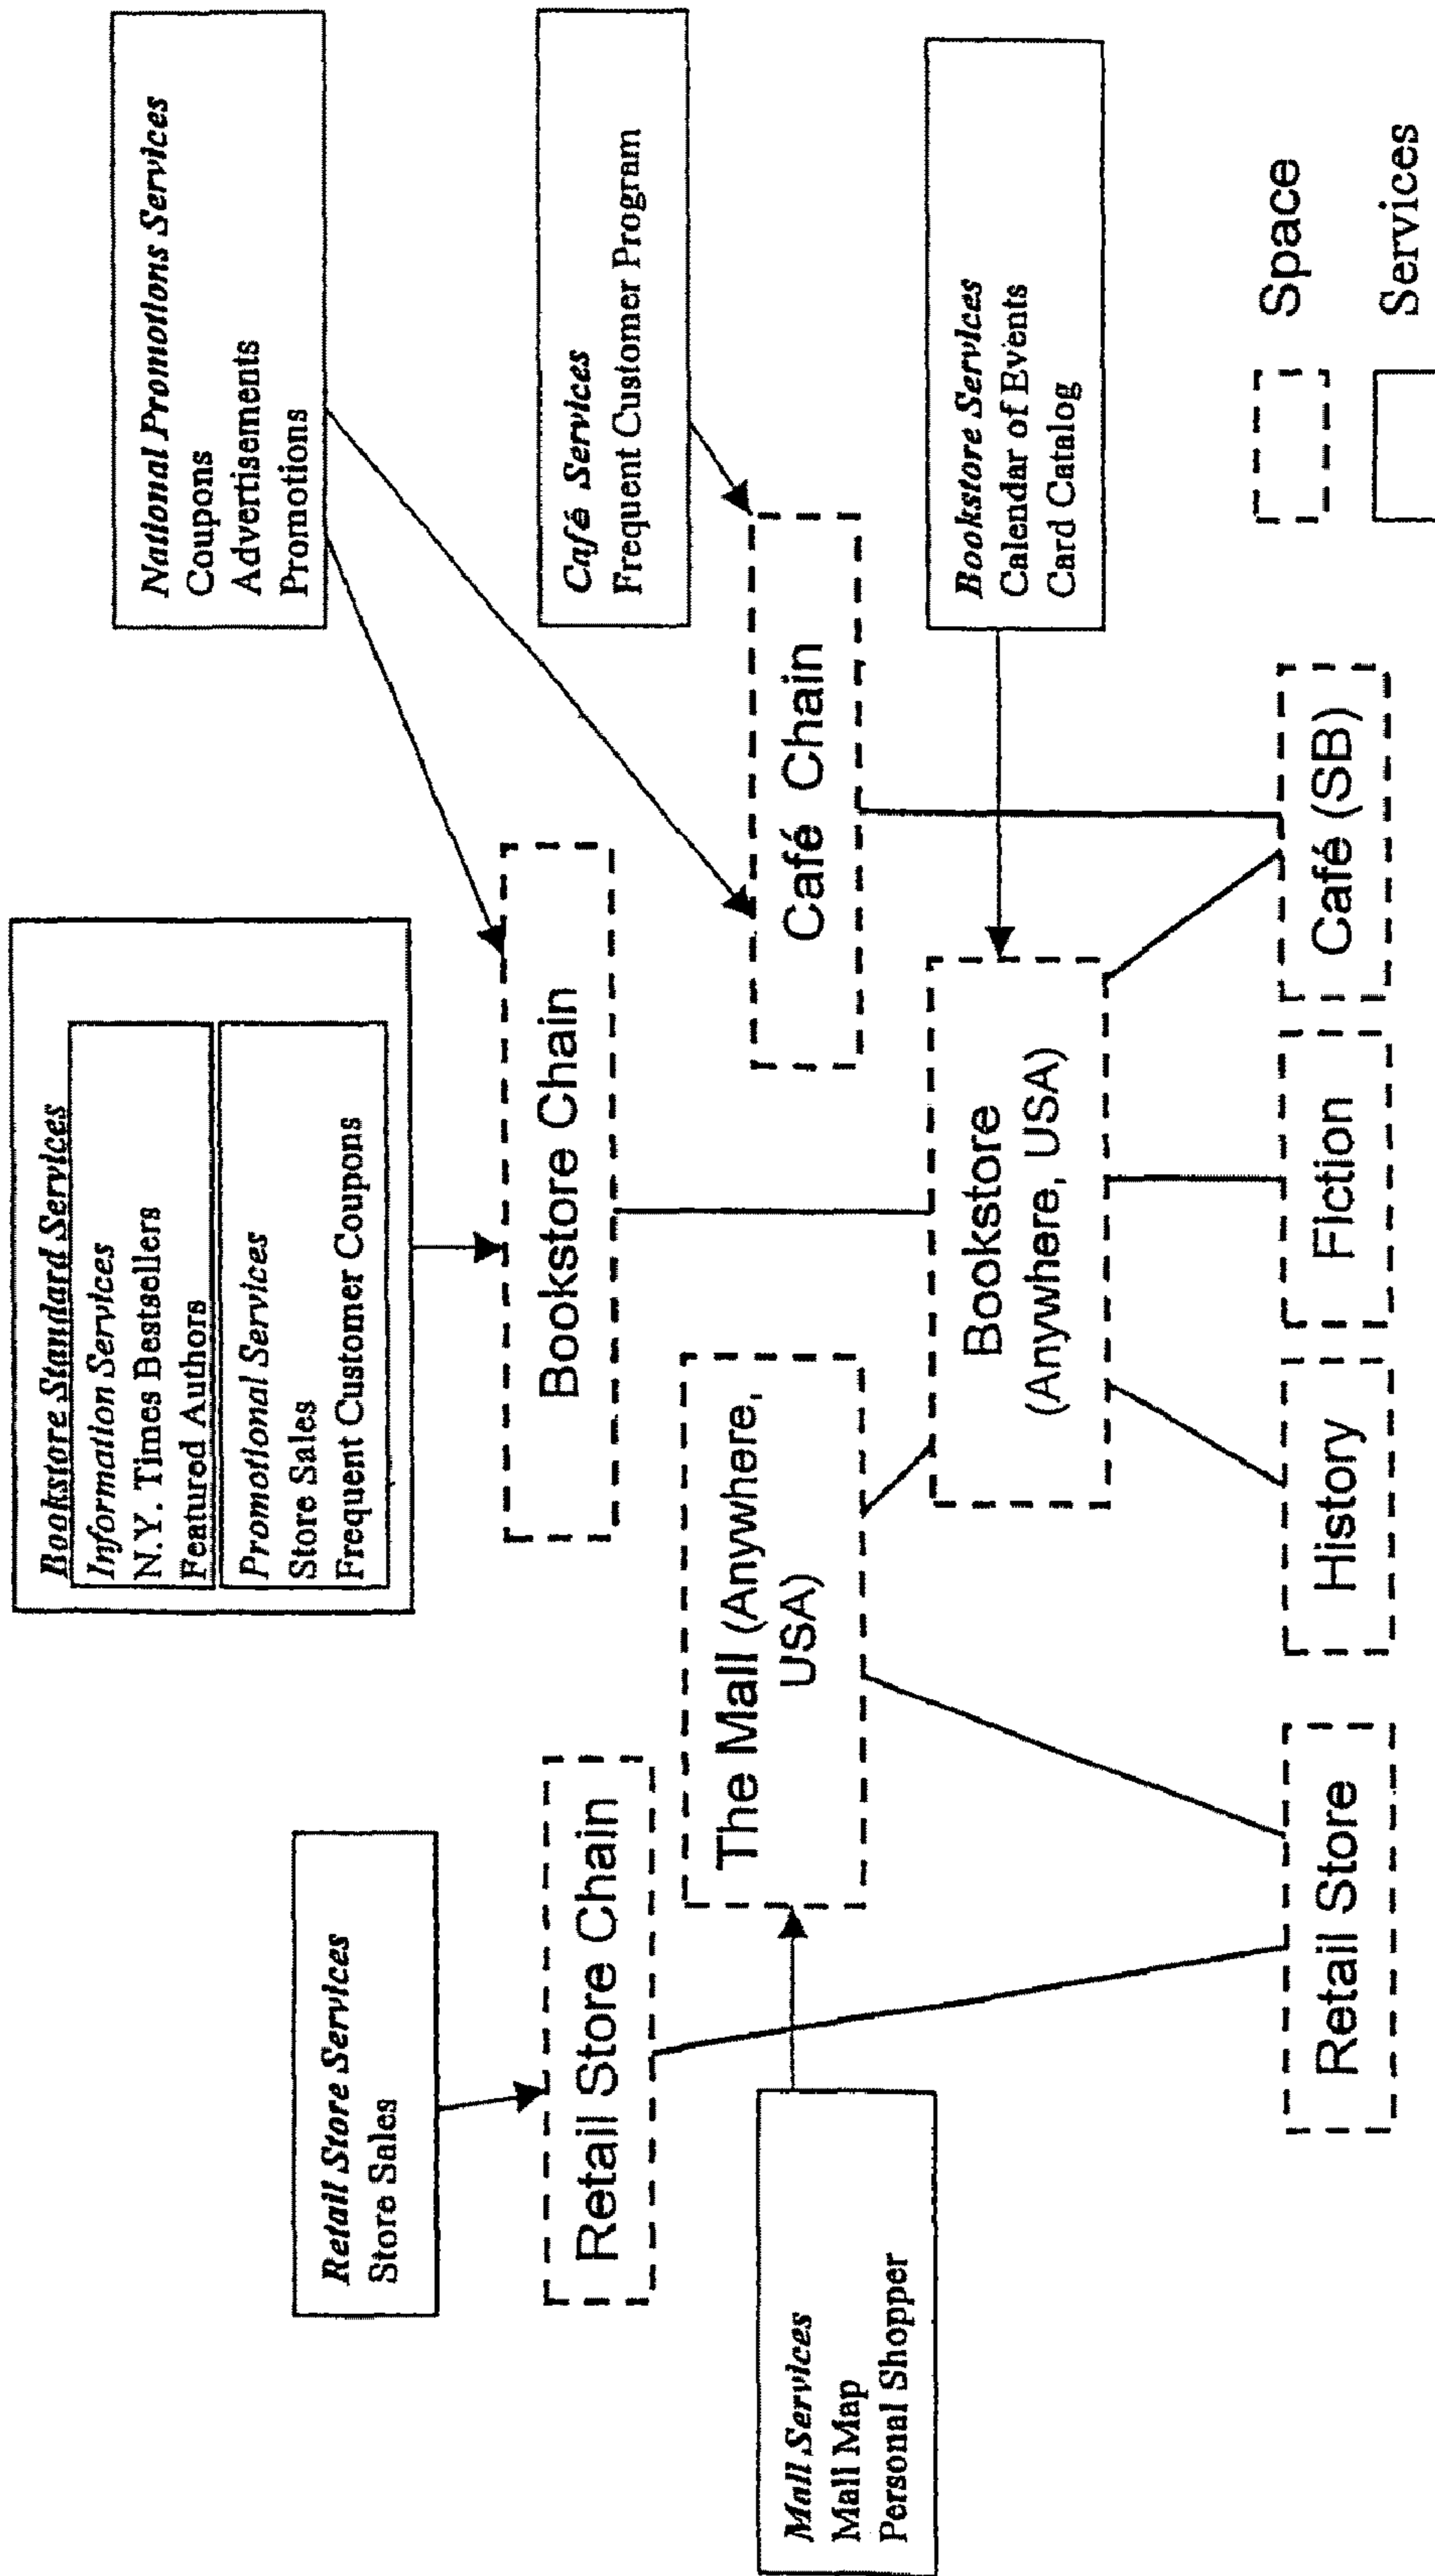 Bookstore Standard Services
Information Services
N.Y. Times Bestsellers
Featured Authors
Promotional Services
Store Sales
Frequent Customer Coupons
National Promotions Services
Coupons
Advertisements
Promotions
Retail Store Services
Store Sales
Bookstore Chain
Retail Store Chain
Café Services
Frequent Customer Program
The Mall (Anywhere,
USA)
Café Chain
Mall Services
Mall Map
Personal Shopper
Bookstore
(Anywhere, USA)
Bookstore Services
Calendar of Events
Card Catalog
Retail Store
History
Fiction
Café (SB)
Space
Services